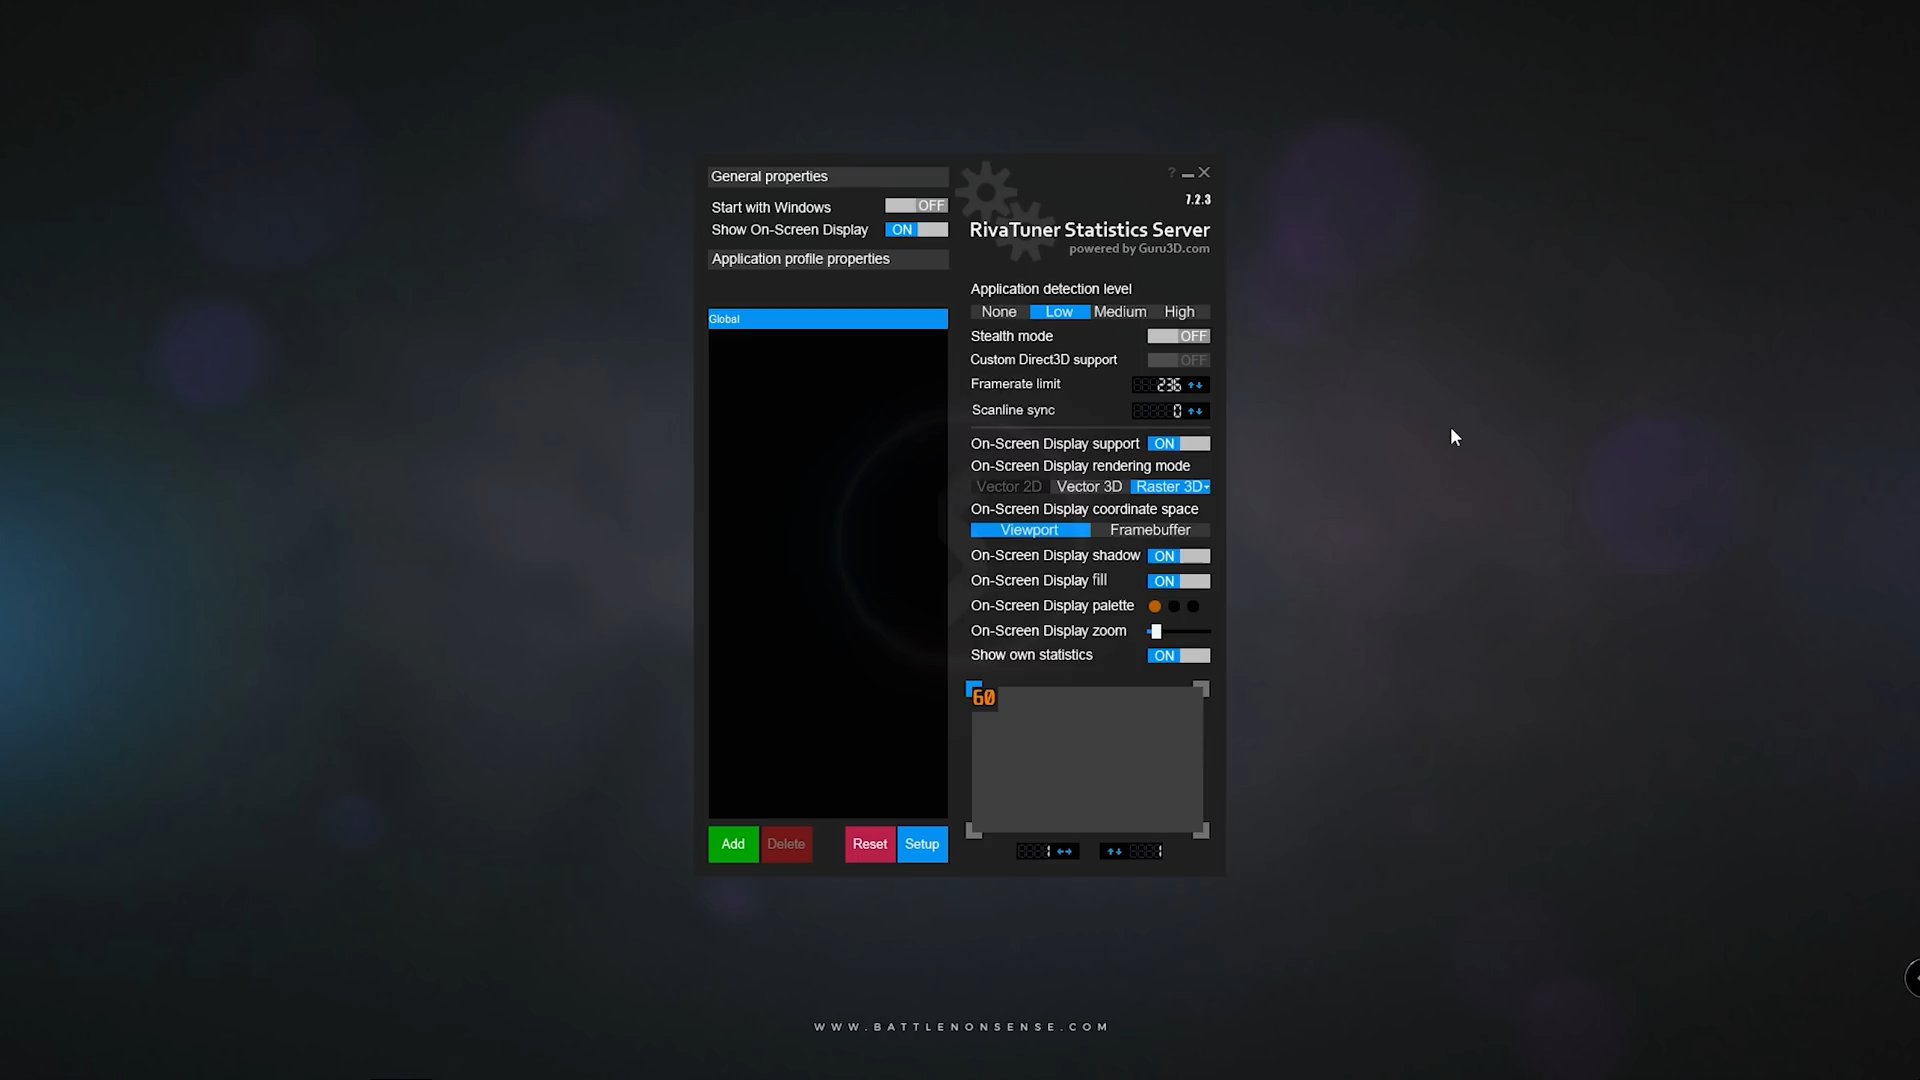 General properties
Start with Windows OFF
Show On-Screen Display ON
Application profile properties
Global
Add Delete Reset Setup
? 
7.2.3
RivaTuner Statistics Server
powered by Guru3D.com
Application detection level
None Low Medium High
Stealth mode OFF
Custom Direct3D support OFF
Framerate limit 236
Scanline sync 0
On-Screen Display support ON
On-Screen Display rendering mode
Vector 2D Vector 3D Raster 3D
On-Screen Display coordinate space
Viewport Framebuffer
On-Screen Display shadow ON
On-Screen Display fill ON
On-Screen Display palette
On-Screen Display zoom
Show own statistics ON
60
1 1
WWW.BATTLENONSENSE.COM